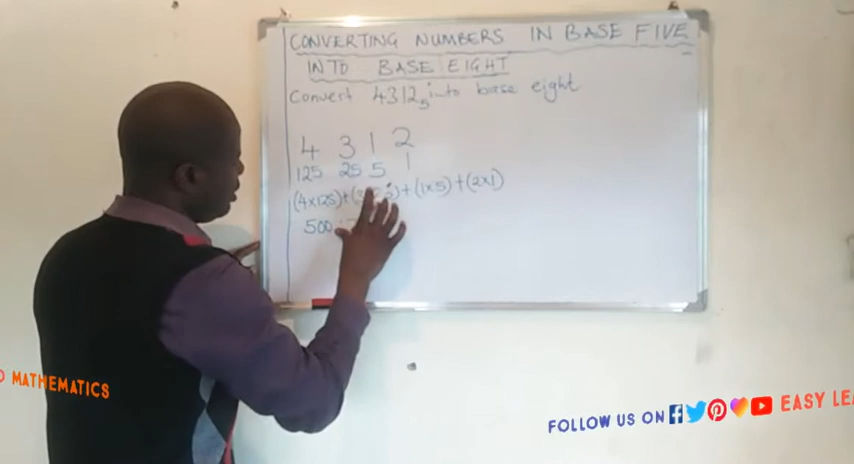 CONVERTING NUMBERS IN BASE FIVE
INTO BASE EIGHT
Convert 4312₅ into base eight
4 3 1 2
125 25 5 1
(4×125)+( )+(1×5)+(2×1)
500
MATHEMATICS
FOLLOW US ON EASY LEA